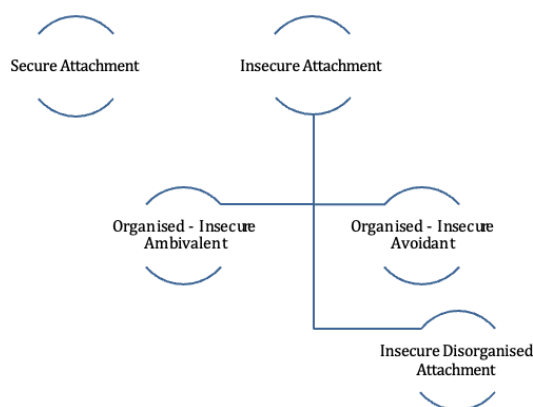 Secure Attachment
Insecure Attachment
Organised - Insecure
Ambivalent
Organised - Insecure
Avoidant
Insecure Disorganised
Attachment